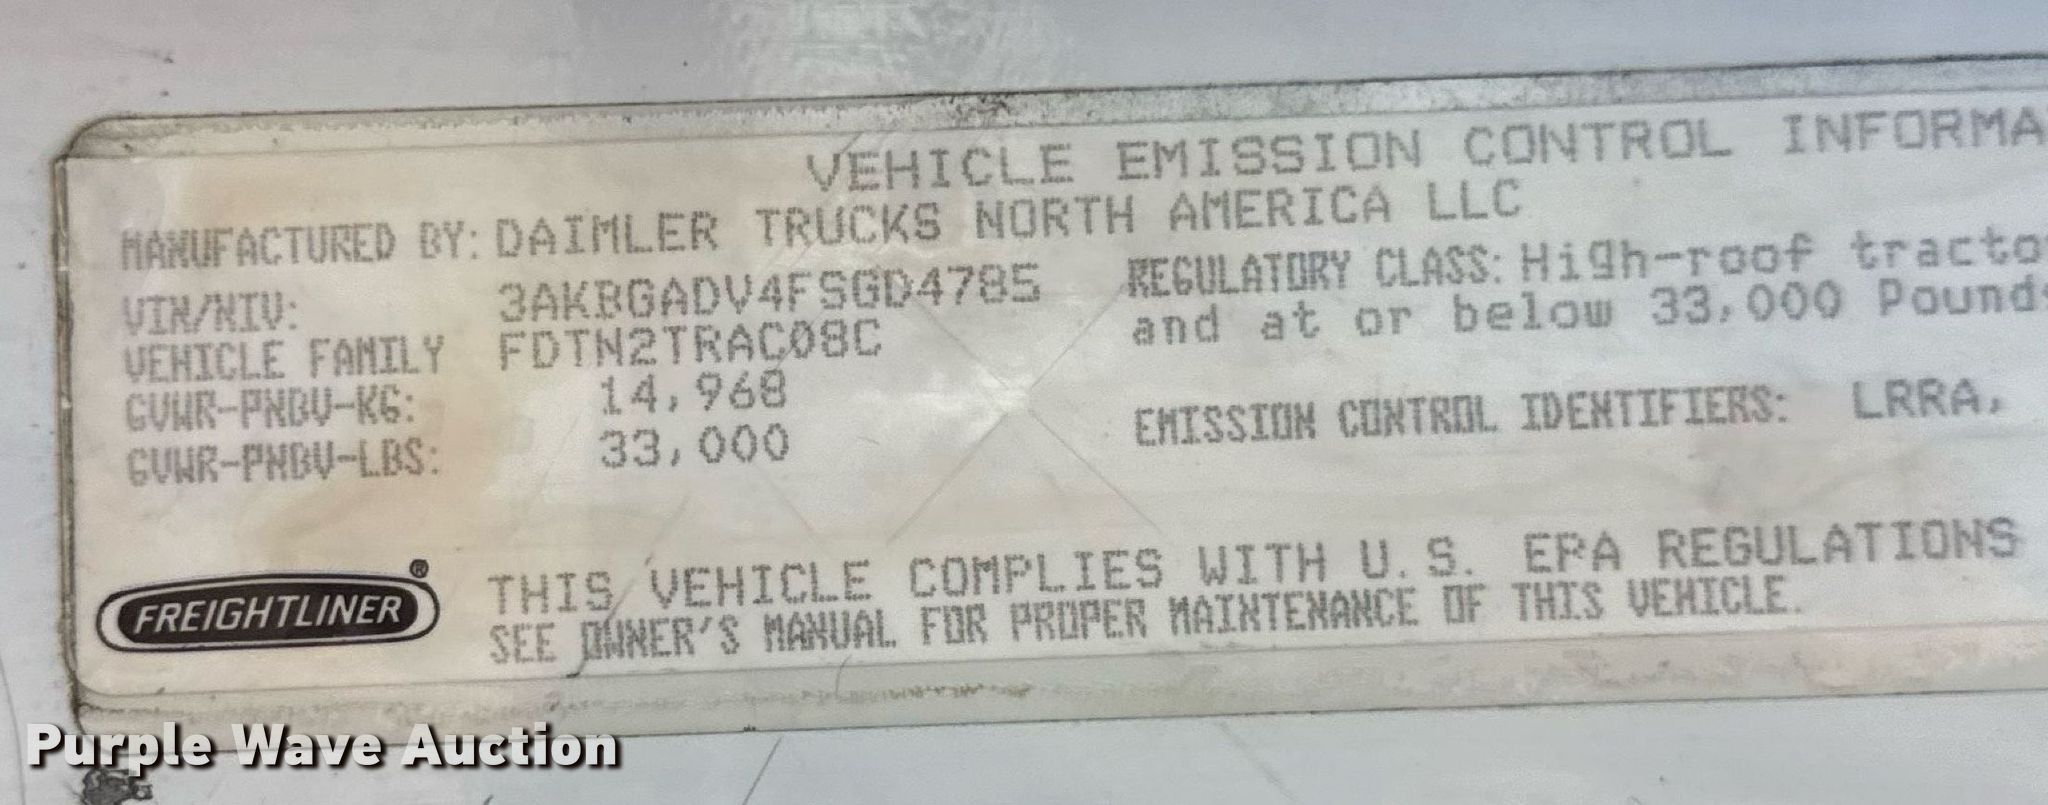 VEHICLE EMISSION CONTROL INFORMA
MANUFACTURED BY: DAIMLER TRUCKS NORTH AMERICA LLC
VIN/NIV: 3AKBGADV4FSGD4785
REGULATORY CLASS: High-roof tractor
and at or below 33,000 Pounds
VEHICLE FAMILY FDTN2TRAC08C
GVWR-PNBV-KG: 14,968
GVWR-PNBV-LBS: 33,000
EMISSION CONTROL IDENTIFIERS: LRRA,
FREIGHTLINER®
THIS VEHICLE COMPLIES WITH U.S. EPA REGULATIONS
SEE OWNER'S MANUAL FOR PROPER MAINTENANCE OF THIS VEHICLE.
Purple Wave Auction